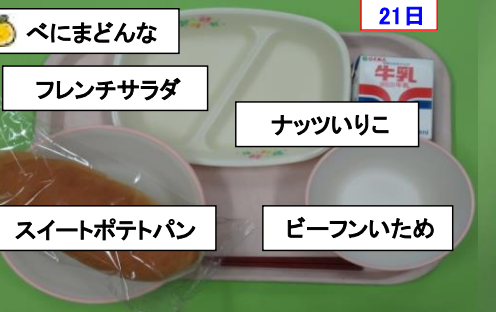 21日
べにまどんな
フレンチサラダ
牛乳
ナッツいりこ
スイートポテトパン
ビーフンいため